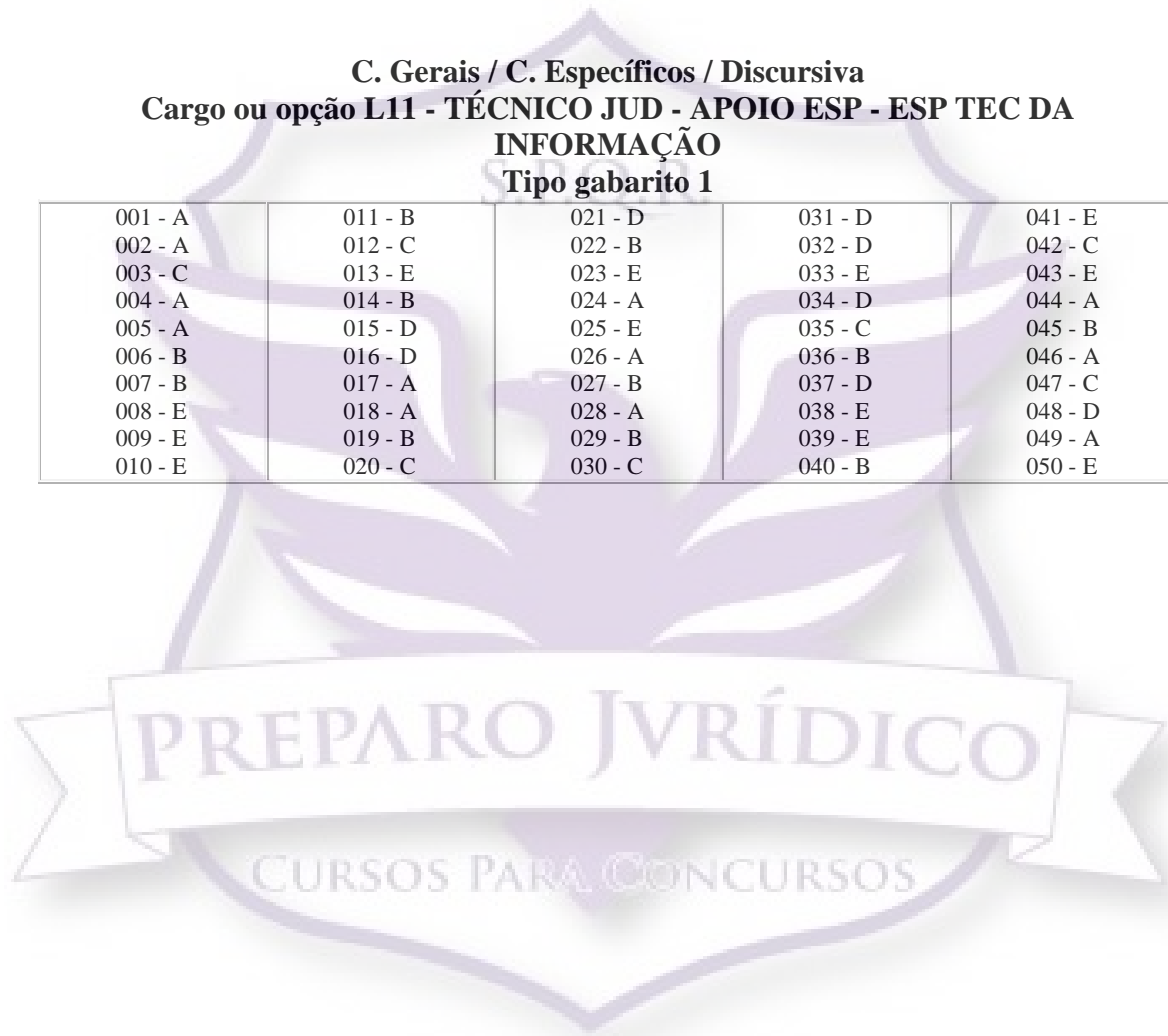 C. Gerais / C. Específicos / Discursiva
Cargo ou opção L11 - TÉCNICO JUD - APOIO ESP - ESP TEC DA
INFORMAÇÃO
S.P.Q.R.
Tipo gabarito 1
001 - A 011 - B 021 - D 031 - D 041 - E
002 - A 012 - C 022 - B 032 - D 042 - C
003 - C 013 - E 023 - E 033 - E 043 - E
004 - A 014 - B 024 - A 034 - D 044 - A
005 - A 015 - D 025 - E 035 - C 045 - B
006 - B 016 - D 026 - A 036 - B 046 - A
007 - B 017 - A 027 - B 037 - D 047 - C
008 - E 018 - A 028 - A 038 - E 048 - D
009 - E 019 - B 029 - B 039 - E 049 - A
010 - E 020 - C 030 - C 040 - B 050 - E
PREPARO JVRÍDICO
CURSOS PARA CONCURSOS